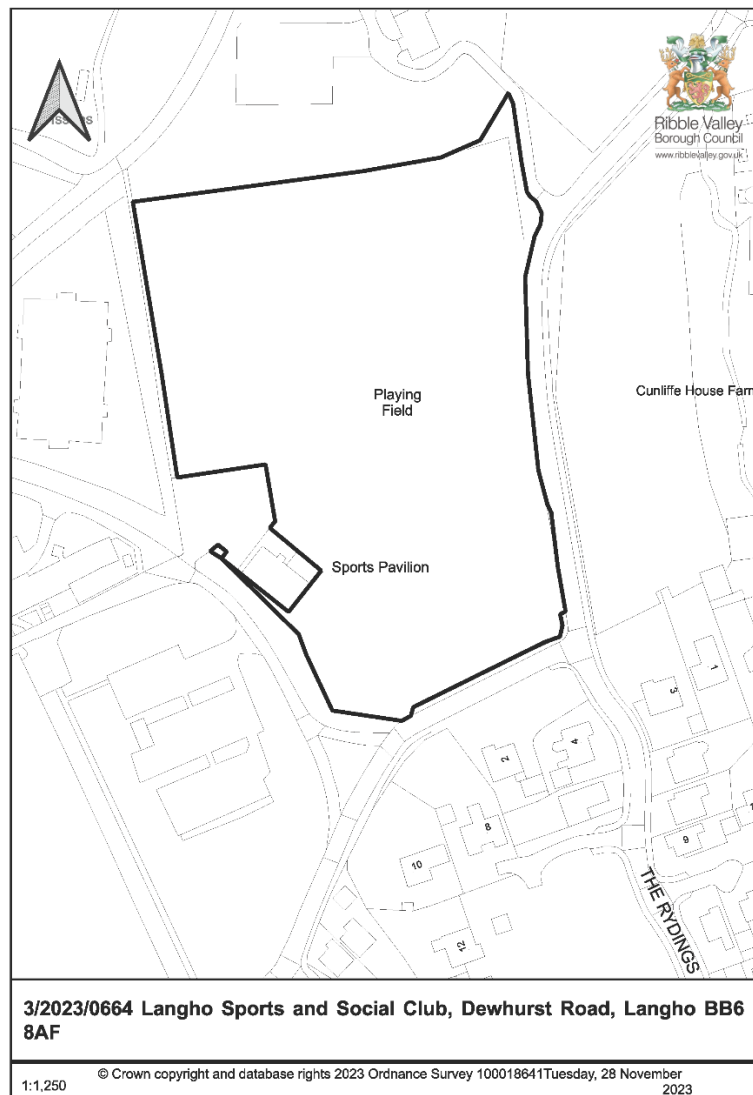 Ribble Valley
Borough Council
www.ribblevalley.gov.uk
Playing
Field
Cunliffe House Farm
Sports Pavilion
1
3
2
4
8
10
9
12
THE RYDINGS
3/2023/0664 Langho Sports and Social Club, Dewhurst Road, Langho BB6
8AF
© Crown copyright and database rights 2023 Ordnance Survey 100018641Tuesday, 28 November
2023
1:1,250